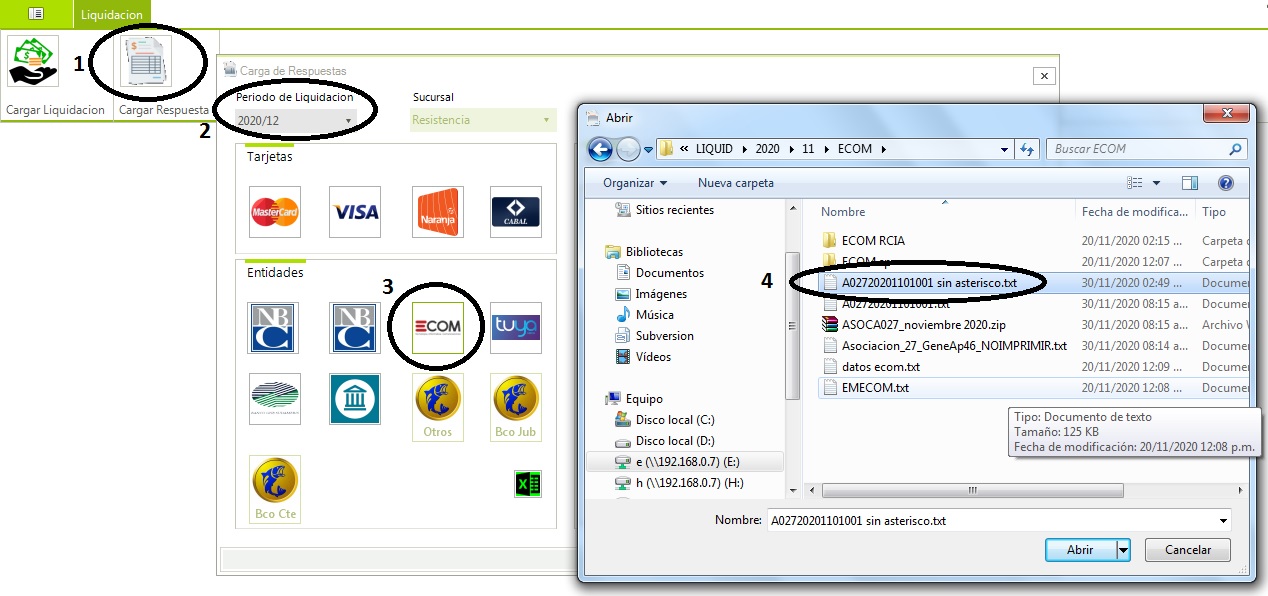 Liquidacion
1
Cargar Liquidacion
Cargar Respuesta
Carga de Respuestas
Periodo de Liquidacion
2020/12
2
Sucursal
Resistencia
Tarjetas
MasterCard
VISA
Naranja
CABAL
Entidades
NBC
NBC
3
ECOM
tuya
Otros
Bco Jub
Bco Cte
X
Abrir
« LIQUID 2020 11 ECOM
Buscar ECOM
Organizar
Nueva carpeta
Sitios recientes
Bibliotecas
Documentos
Imágenes
Música
Subversion
Vídeos
Equipo
Disco local (C:)
Disco local (D:)
e (\\192.168.0.7) (E:)
h (\\192.168.0.7) (H:)
Nombre Fecha de modifica... Tipo
ECOM RCIA 20/11/2020 02:15 ... Carpeta
20/11/2020 12:07 ... Carpeta
4
A02720201101001 sin asterisco.txt 30/11/2020 02:49 ... Docume
A02720201101001.txt 30/11/2020 08:15 a... Docume
ASOCA027_noviembre 2020.zip 30/11/2020 08:15 a... Archivo
Asociacion_27_GeneAp46_NOIMPRIMIR.txt 30/11/2020 08:14 a... Docume
datos ecom.txt 20/11/2020 12:09 ... Docume
EMECOM.txt 20/11/2020 12:08 ... Docume
Tipo: Documento de texto
Tamaño: 125 KB
Fecha de modificación: 20/11/2020 12:08 p.m.
Nombre: A02720201101001 sin asterisco.txt
Abrir
Cancelar